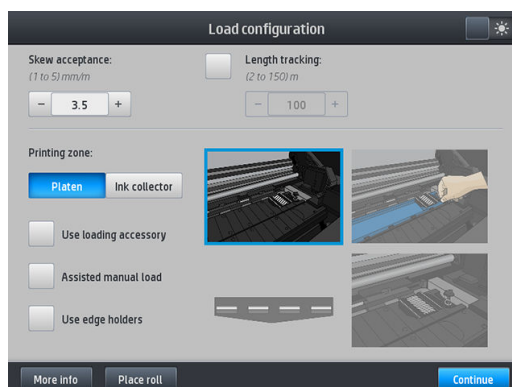 Load configuration
Skew acceptance:
(1 to 5) mm/m
− 3.5 +
Length tracking:
(2 to 150) m
− 100 +
Printing zone:
Platen
Ink collector
Use loading accessory
Assisted manual load
Use edge holders
More info
Place roll
Continue